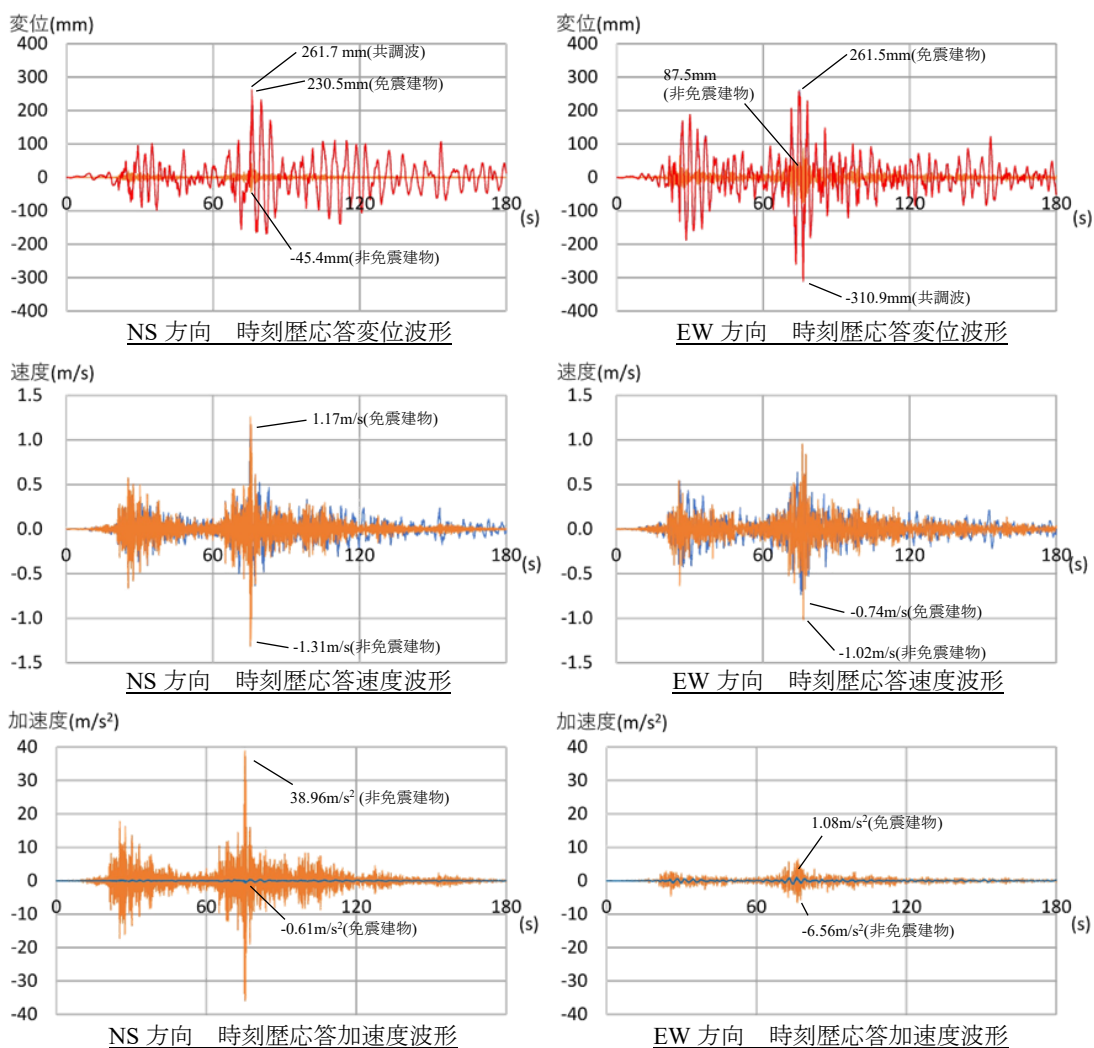 変位(mm)
400
300
200
100
0
-100
-200
-300
-400
0
60
120
180
(s)
261.7 mm(共調波)
230.5mm(免震建物)
-45.4mm(非免震建物)
NS 方向　時刻歴応答変位波形
変位(mm)
400
300
200
100
0
-100
-200
-300
-400
0
60
120
180
(s)
261.5mm(免震建物)
87.5mm
(非免震建物)
-310.9mm(共調波)
EW 方向　時刻歴応答変位波形
速度(m/s)
1.5
1.0
0.5
0.0
-0.5
-1.0
-1.5
0
60
120
180
(s)
1.17m/s(免震建物)
-1.31m/s(非免震建物)
NS 方向　時刻歴応答速度波形
速度(m/s)
1.5
1.0
0.5
0.0
-0.5
-1.0
-1.5
0
60
120
180
(s)
-0.74m/s(免震建物)
-1.02m/s(非免震建物)
EW 方向　時刻歴応答速度波形
加速度(m/s²)
40
30
20
10
0
-10
-20
-30
-40
0
60
120
180
(s)
38.96m/s² (非免震建物)
-0.61m/s²(免震建物)
NS 方向　時刻歴応答加速度波形
加速度(m/s²)
40
30
20
10
0
-10
-20
-30
-40
0
60
120
180
(s)
1.08m/s²(免震建物)
-6.56m/s²(非免震建物)
EW 方向　時刻歴応答加速度波形